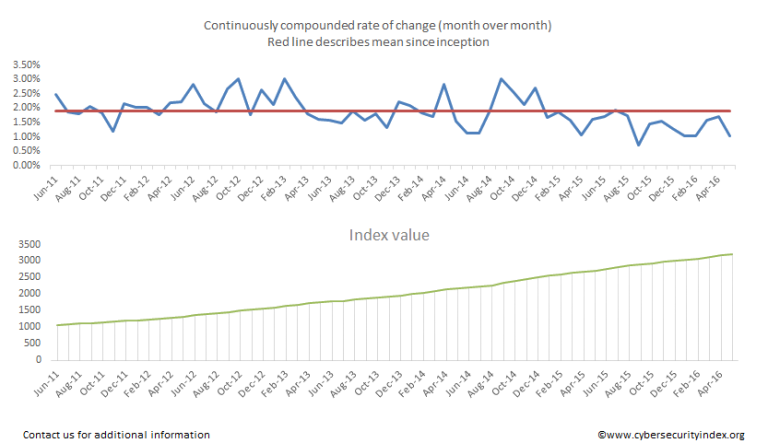 Continuously compounded rate of change (month over month)
Red line describes mean since inception
3.50%
3.00%
2.50%
2.00%
1.50%
1.00%
0.50%
0.00%
Jun-11 Aug-11 Oct-11 Dec-11 Feb-12 Apr-12 Jun-12 Aug-12 Oct-12 Dec-12 Feb-13 Apr-13 Jun-13 Aug-13 Oct-13 Dec-13 Feb-14 Apr-14 Jun-14 Aug-14 Oct-14 Dec-14 Feb-15 Apr-15 Jun-15 Aug-15 Oct-15 Dec-15 Feb-16 Apr-16
Index value
3500
3000
2500
2000
1500
1000
500
0
Jun-11 Aug-11 Oct-11 Dec-11 Feb-12 Apr-12 Jun-12 Aug-12 Oct-12 Dec-12 Feb-13 Apr-13 Jun-13 Aug-13 Oct-13 Dec-13 Feb-14 Apr-14 Jun-14 Aug-14 Oct-14 Dec-14 Feb-15 Apr-15 Jun-15 Aug-15 Oct-15 Dec-15 Feb-16 Apr-16
Contact us for additional information
©www.cybersecurityindex.org